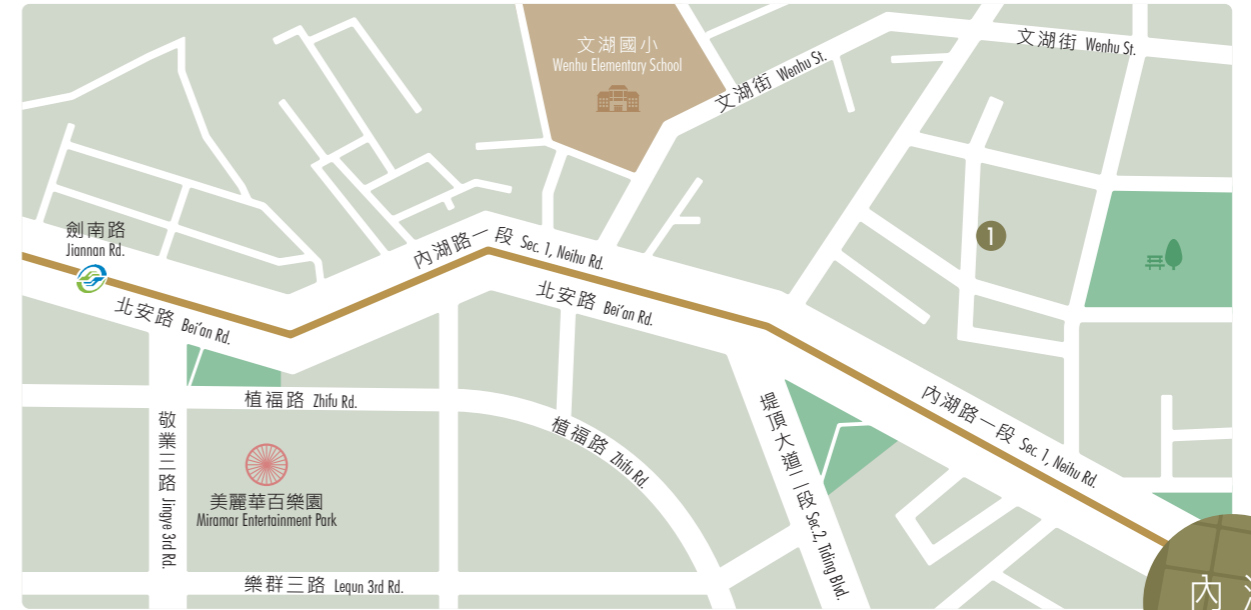 文湖國小
Wenhu Elementary School
文湖街 Wenhu St.
文湖街 Wenhu St.
劍南路
Jiannan Rd.
內湖路一段 Sec. 1, Neihu Rd.
1
北安路 Bei'an Rd.
北安路 Bei'an Rd.
植福路 Zhifu Rd.
植福路 Zhifu Rd.
敬業三路 Jingye 3rd Rd.
堤頂大道二段 Sec.2, Tiding Blvd.
內湖路一段 Sec. 1, Neihu Rd.
美麗華百樂園
Miramar Entertainment Park
樂群三路 Lequn 3rd Rd.
內